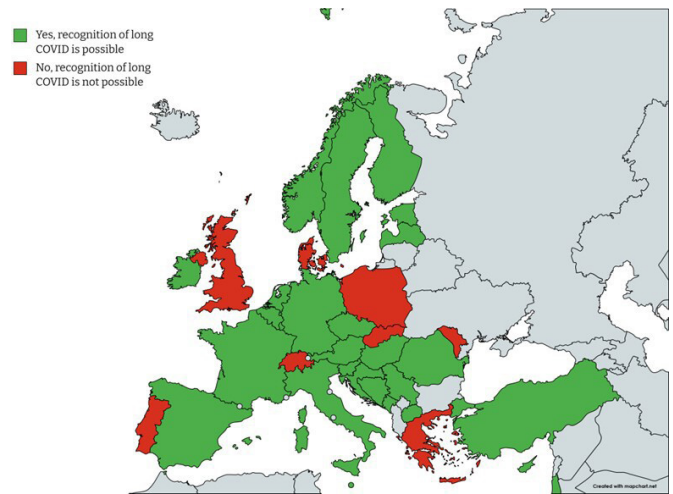 Yes, recognition of long
COVID is possible
No, recognition of long
COVID is not possible
Created with mapchart.net